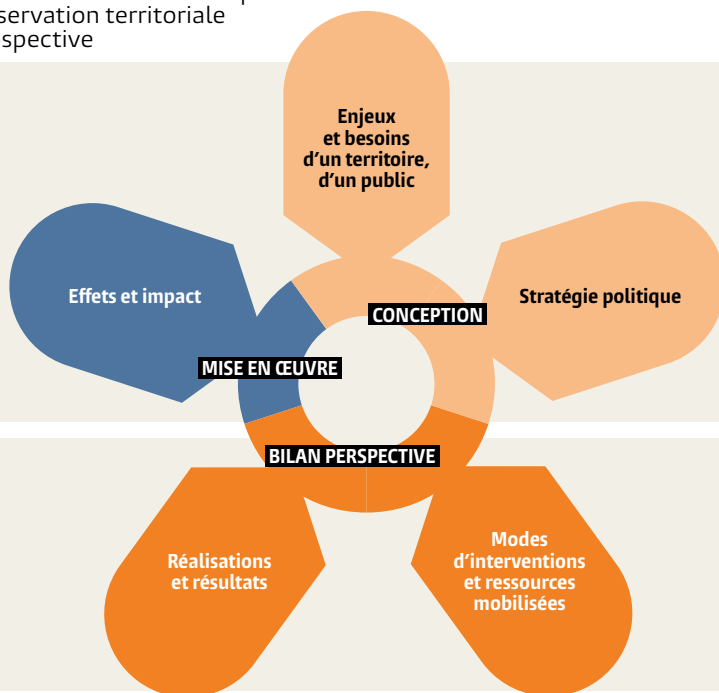 servation territoriale
spective
Enjeux
et besoins
d'un territoire,
d'un public
Effets et impact
Stratégie politique
CONCEPTION
MISE EN ŒUVRE
BILAN PERSPECTIVE
Réalisations
et résultats
Modes
d'interventions
et ressources
mobilisées